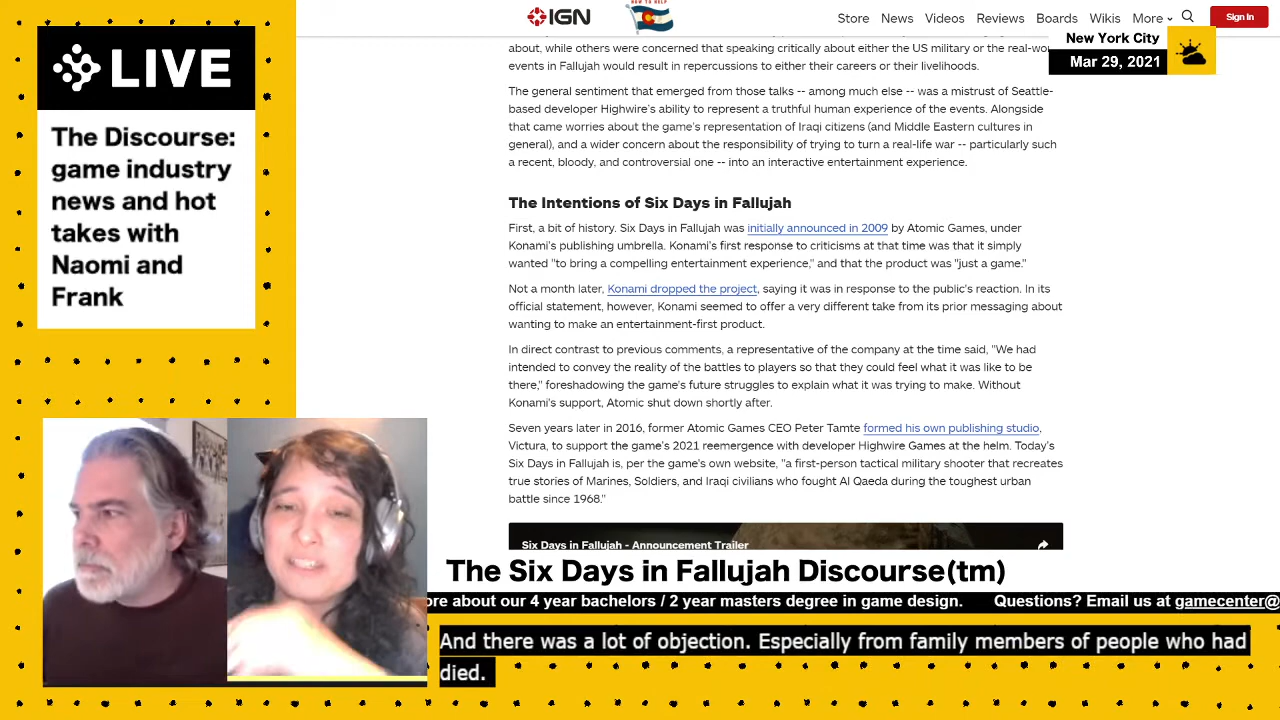 LIVE
The Discourse:
game industry
news and hot
takes with
Naomi and
Frank
HOW TO HELP
IGN
Store News Videos Reviews Boards Wikis More Sign In
New York City
Mar 29, 2021
about, while others were concerned that speaking critically about either the US military or the real-wo
events in Fallujah would result in repercussions to either their careers or their livelihoods.
The general sentiment that emerged from those talks -- among much else -- was a mistrust of Seattle-
based developer Highwire's ability to represent a truthful human experience of the events. Alongside
that came worries about the game's representation of Iraqi citizens (and Middle Eastern cultures in
general), and a wider concern about the responsibility of trying to turn a real-life war -- particularly such
a recent, bloody, and controversial one -- into an interactive entertainment experience.
The Intentions of Six Days in Fallujah
First, a bit of history. Six Days in Fallujah was initially announced in 2009 by Atomic Games, under
Konami's publishing umbrella. Konami's first response to criticisms at that time was that it simply
wanted "to bring a compelling entertainment experience," and that the product was "just a game."
Not a month later, Konami dropped the project, saying it was in response to the public's reaction. In its
official statement, however, Konami seemed to offer a very different take from its prior messaging about
wanting to make an entertainment-first product.
In direct contrast to previous comments, a representative of the company at the time said, "We had
intended to convey the reality of the battles to players so that they could feel what it was like to be
there," foreshadowing the game's future struggles to explain what it was trying to make. Without
Konami's support, Atomic shut down shortly after.
Seven years later in 2016, former Atomic Games CEO Peter Tamte formed his own publishing studio,
Victura, to support the game's 2021 reemergence with developer Highwire Games at the helm. Today's
Six Days in Fallujah is, per the game's own website, "a first-person tactical military shooter that recreates
true stories of Marines, Soldiers, and Iraqi civilians who fought Al Qaeda during the toughest urban
battle since 1968."
Six Days in Fallujah - Announcement Trailer
The Six Days in Fallujah Discourse(tm)
ore about our 4 year bachelors / 2 year masters degree in game design. Questions? Email us at gamecenter@
And there was a lot of objection. Especially from family members of people who had
died.